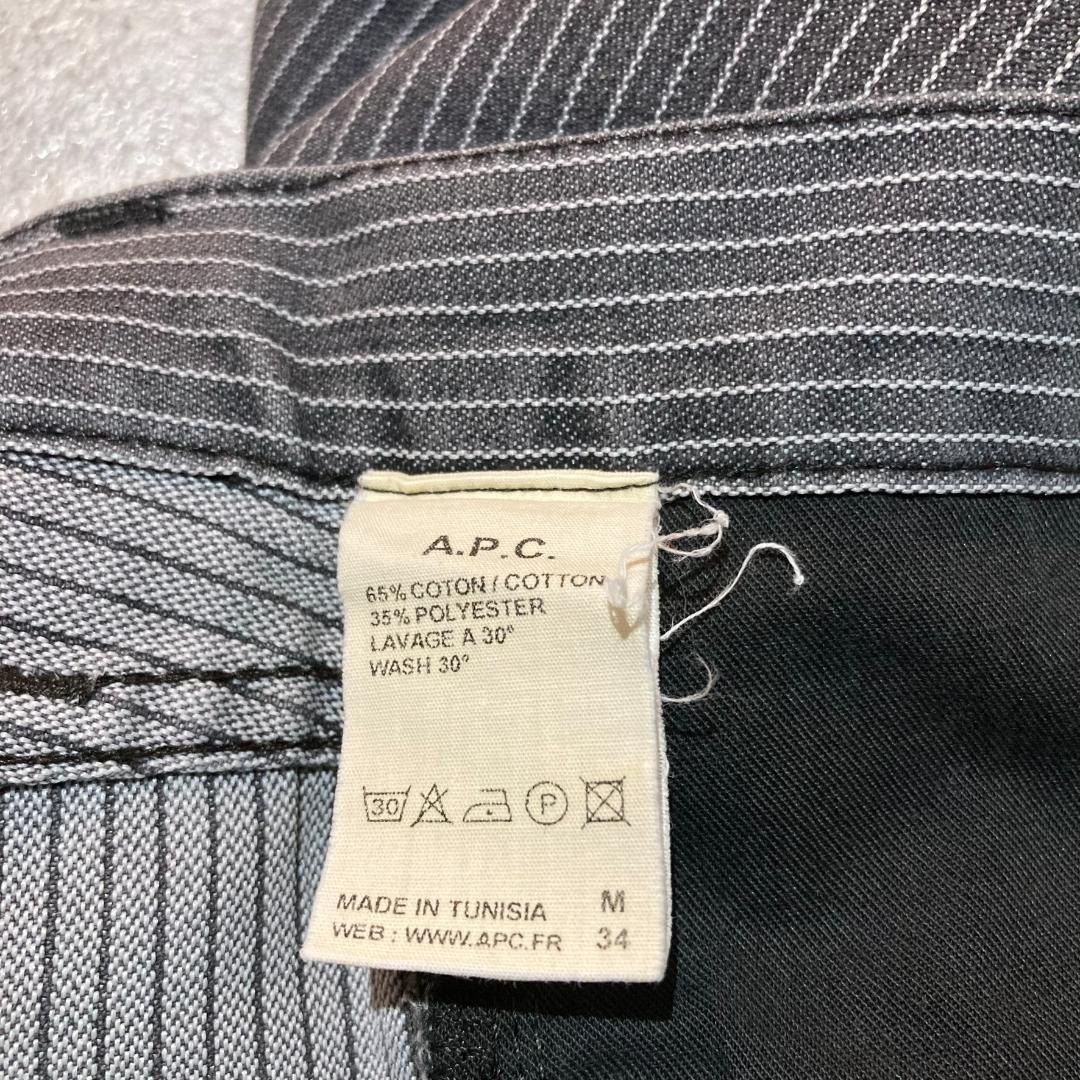 A.P.C.
65% COTON / COTTON
35% POLYESTER
LAVAGE A 30°
WASH 30°
30 P
MADE IN TUNISIA M
WEB : WWW.APC.FR 34